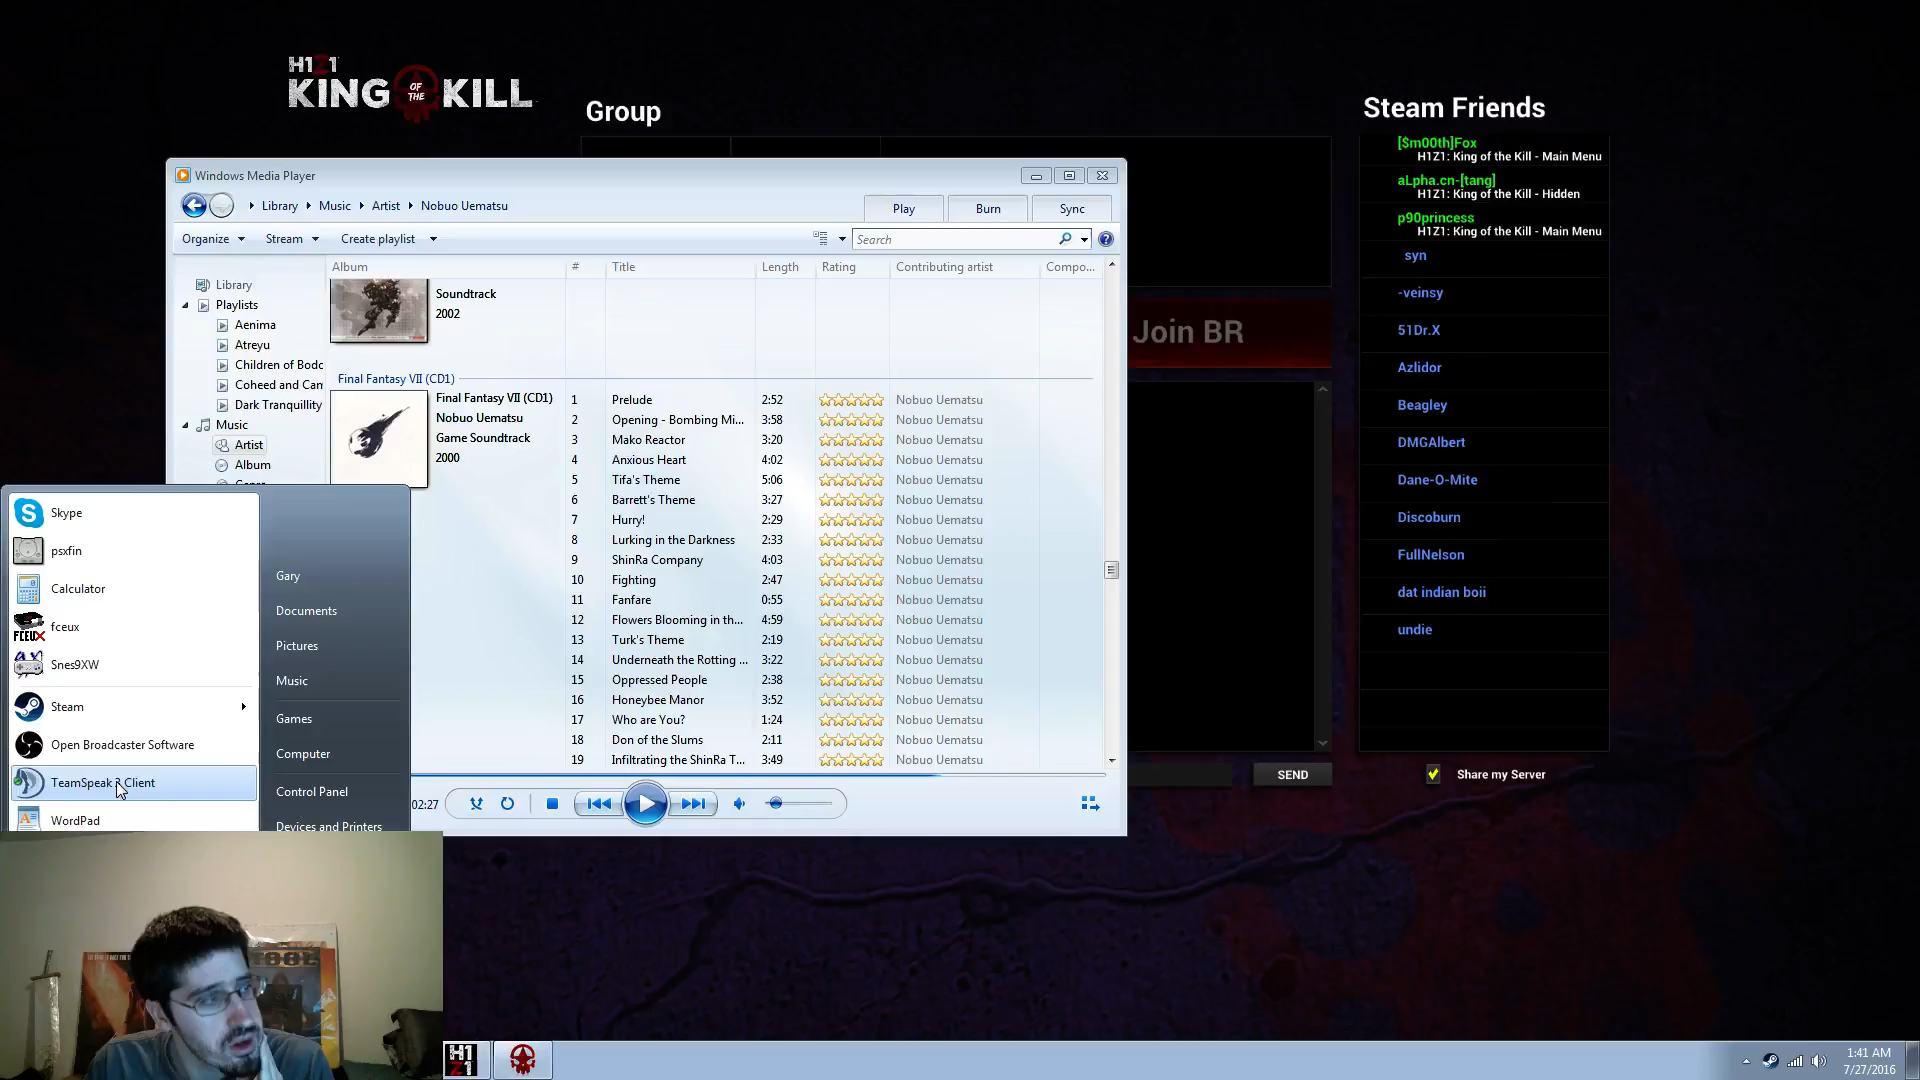 H1Z1
KING OF THE KILL
Group
Steam Friends
[$m00th]Fox
H1Z1: King of the Kill - Main Menu
aLpha.cn-[tang]
H1Z1: King of the Kill - Hidden
p90princess
H1Z1: King of the Kill - Main Menu
syn
-veinsy
51Dr.X
Azlidor
Beagley
DMGAlbert
Dane-O-Mite
Discoburn
FullNelson
dat indian boii
undie
Join BR
SEND
Share my Server
Windows Media Player
Library Music Artist Nobuo Uematsu
Play Burn Sync
Organize Stream Create playlist
Search
Album # Title Length Rating Contributing artist Compo...
Library
Playlists
Aenima
Atreyu
Children of Bodo
Coheed and Cam
Dark Tranquillity
Music
Artist
Album
Soundtrack
2002
Final Fantasy VII (CD1)
Final Fantasy VII (CD1)
Nobuo Uematsu
Game Soundtrack
2000
1 Prelude 2:52 Nobuo Uematsu
2 Opening - Bombing Mi... 3:58 Nobuo Uematsu
3 Mako Reactor 3:20 Nobuo Uematsu
4 Anxious Heart 4:02 Nobuo Uematsu
5 Tifa's Theme 5:06 Nobuo Uematsu
6 Barrett's Theme 3:27 Nobuo Uematsu
7 Hurry! 2:29 Nobuo Uematsu
8 Lurking in the Darkness 2:33 Nobuo Uematsu
9 ShinRa Company 4:03 Nobuo Uematsu
10 Fighting 2:47 Nobuo Uematsu
11 Fanfare 0:55 Nobuo Uematsu
12 Flowers Blooming in th... 4:59 Nobuo Uematsu
13 Turk's Theme 2:19 Nobuo Uematsu
14 Underneath the Rotting ... 3:22 Nobuo Uematsu
15 Oppressed People 2:38 Nobuo Uematsu
16 Honeybee Manor 3:52 Nobuo Uematsu
17 Who are You? 1:24 Nobuo Uematsu
18 Don of the Slums 2:11 Nobuo Uematsu
19 Infiltrating the ShinRa T... 3:49 Nobuo Uematsu
02:27
Skype
psxfin
Calculator
FCEUX
fceux
Snes9XW
Steam
Open Broadcaster Software
TeamSpeak 3 Client
WordPad
Gary
Documents
Pictures
Music
Games
Computer
Control Panel
Devices and Printers
TOOL
H1Z1
1:41 AM
7/27/2016